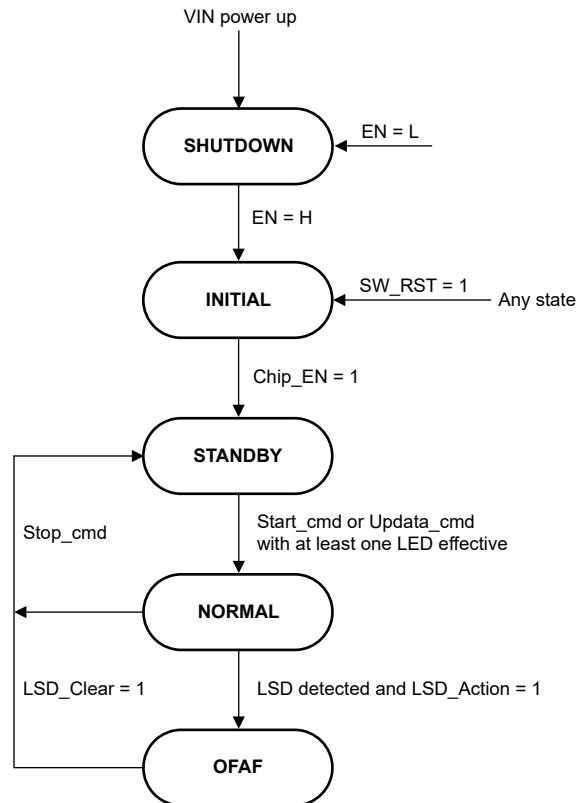 VIN power up
SHUTDOWN
EN = L
EN = H
INITIAL
SW_RST = 1
Any state
Chip_EN = 1
STANDBY
Stop_cmd
Start_cmd or Updata_cmd
with at least one LED effective
NORMAL
LSD_Clear = 1
LSD detected and LSD_Action = 1
OFAF